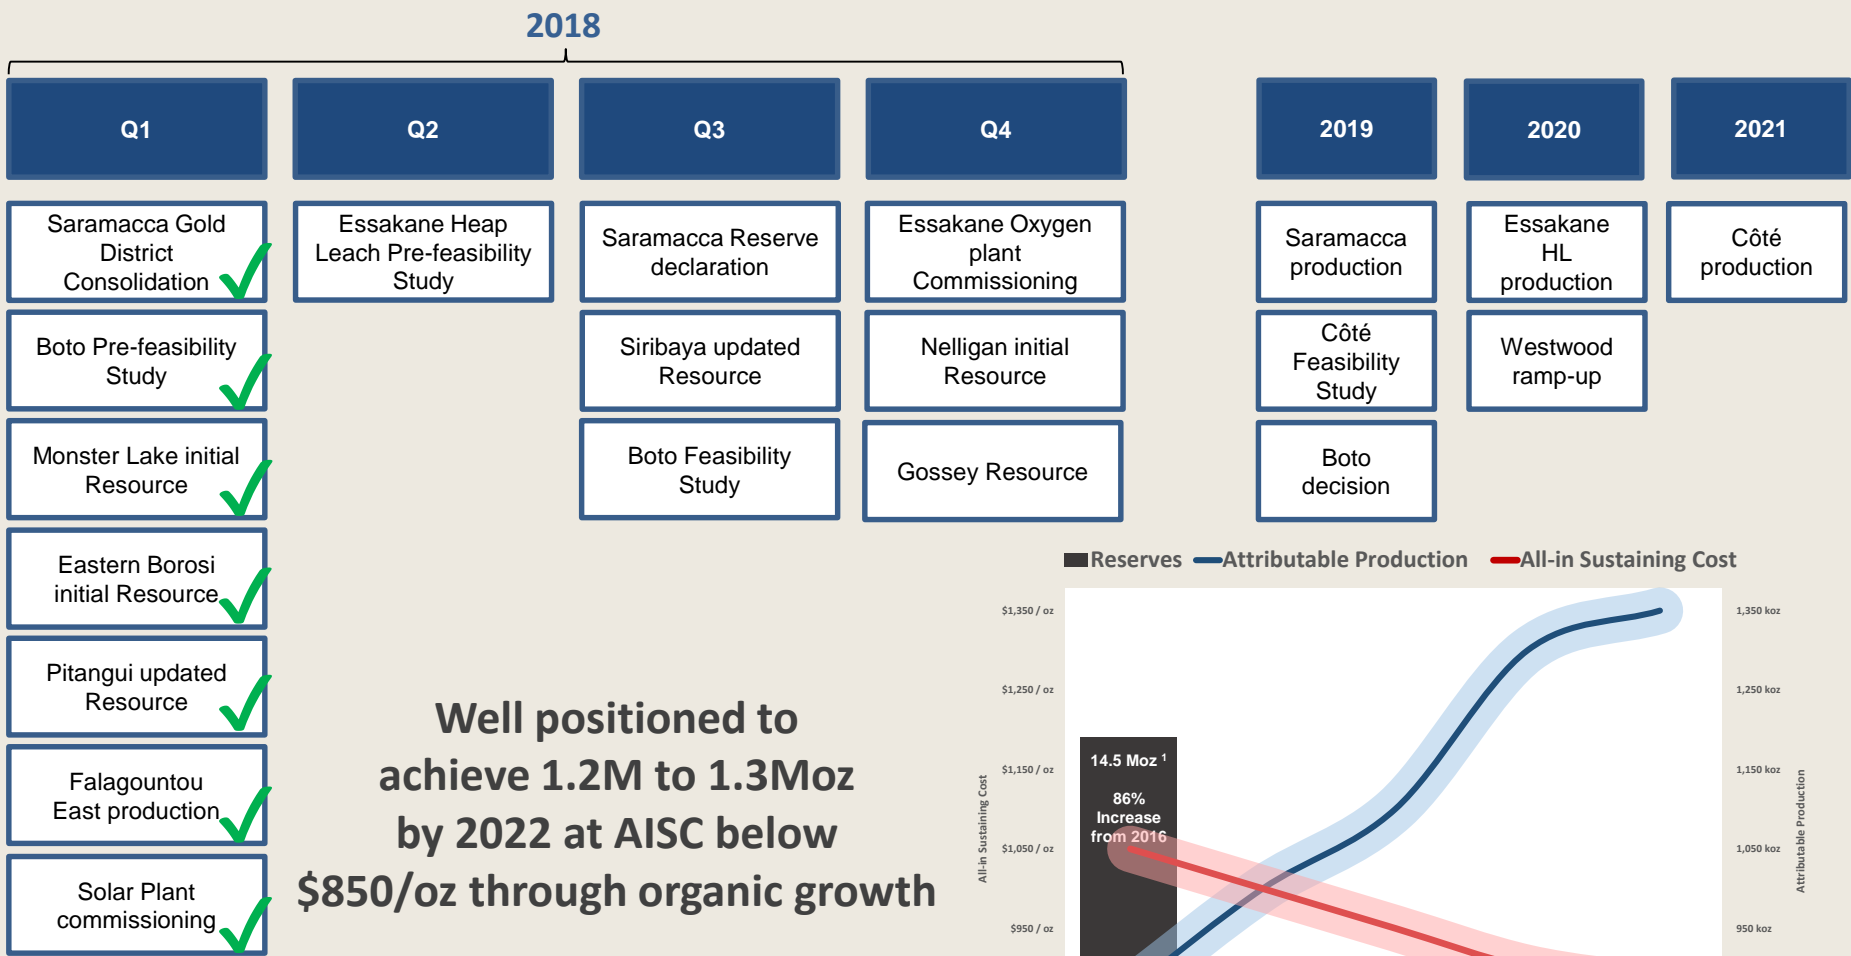 2018
Q1
Q2
Q3
Q4
2019
2020
2021
Saramacca Gold
District
Consolidation
Boto Pre-feasibility
Study
Monster Lake initial
Resource
Eastern Borosi
initial Resource
Pitangui updated
Resource
Falagountou
East production
Solar Plant
commissioning
Essakane Heap
Leach Pre-feasibility
Study
Saramacca Reserve
declaration
Siribaya updated
Resource
Boto Feasibility
Study
Essakane Oxygen
plant
Commissioning
Nelligan initial
Resource
Gossey Resource
Saramacca
production
Côté
Feasibility
Study
Boto
decision
Essakane
HL
production
Westwood
ramp-up
Côté
production
Well positioned to
achieve 1.2M to 1.3Moz
by 2022 at AISC below
$850/oz through organic growth
Reserves
Attributable Production
All-in Sustaining Cost
$1,350 / oz
$1,250 / oz
$1,150 / oz
$1,050 / oz
$950 / oz
All-in Sustaining Cost
14.5 Moz 1
86%
Increase
from 2016
1,350 koz
1,250 koz
1,150 koz
1,050 koz
950 koz
Attributable Production